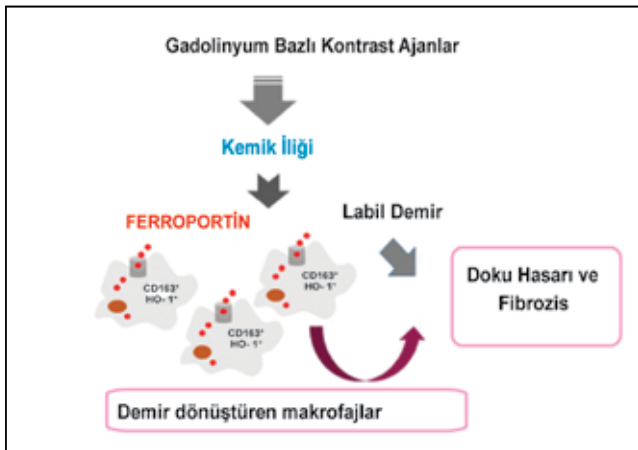 Gadolinyum Bazlı Kontrast Ajanlar
Kemik İliği
FERROPORTİN
Labil Demir
CD163⁺
HO- 1⁺
CD163⁺
HO- 1⁺
CD163⁺
HO- 1⁺
Doku Hasarı ve
Fibrozis
Demir dönüştüren makrofajlar